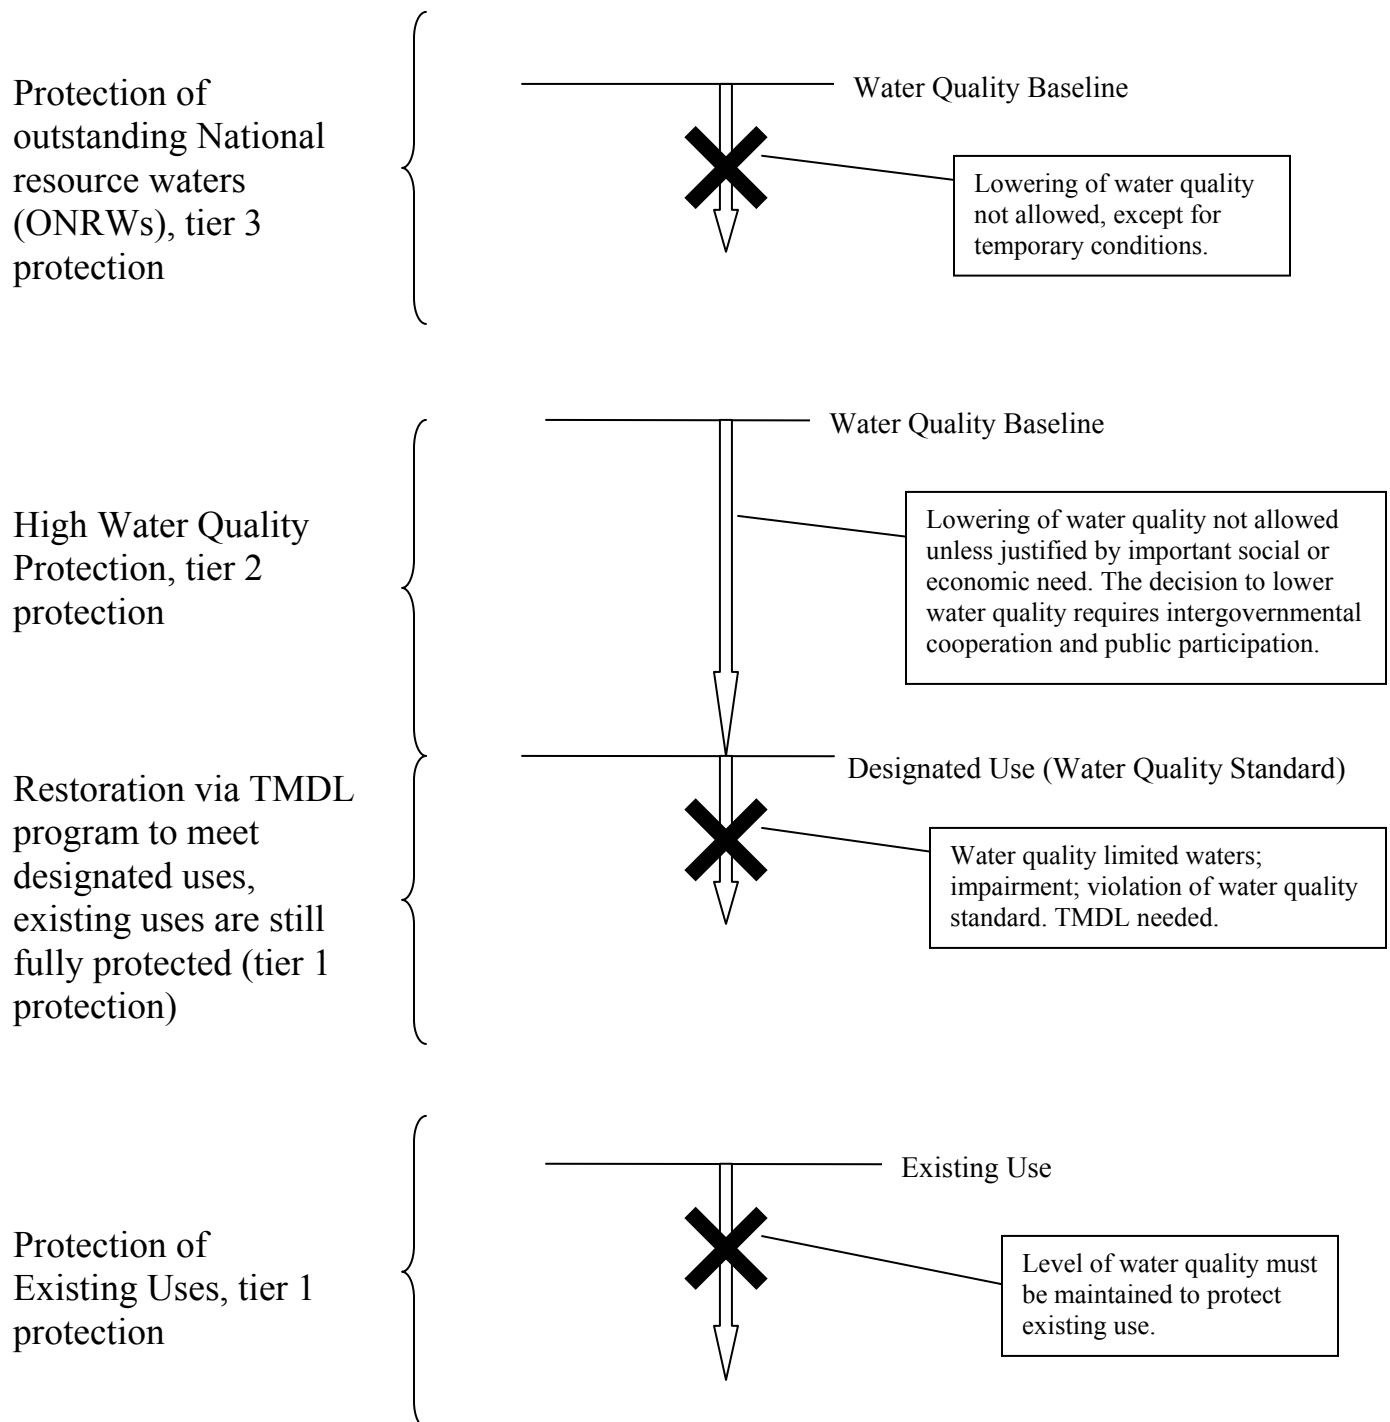 Protection of
outstanding National
resource waters
(ONRWs), tier 3
protection
Water Quality Baseline
Lowering of water quality
not allowed, except for
temporary conditions.
High Water Quality
Protection, tier 2
protection
Water Quality Baseline
Lowering of water quality not allowed
unless justified by important social or
economic need. The decision to lower
water quality requires intergovernmental
cooperation and public participation.
Restoration via TMDL
program to meet
designated uses,
existing uses are still
fully protected (tier 1
protection)
Designated Use (Water Quality Standard)
Water quality limited waters;
impairment; violation of water quality
standard. TMDL needed.
Protection of
Existing Uses, tier 1
protection
Existing Use
Level of water quality must
be maintained to protect
existing use.